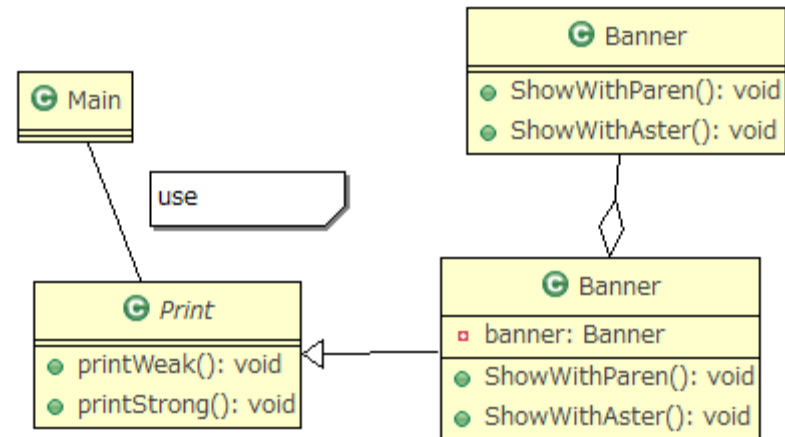 C Banner
ShowWithParen(): void
ShowWithAster(): void
C Main
use
C Print
printWeak(): void
printStrong(): void
C Banner
banner: Banner
ShowWithParen(): void
ShowWithAster(): void